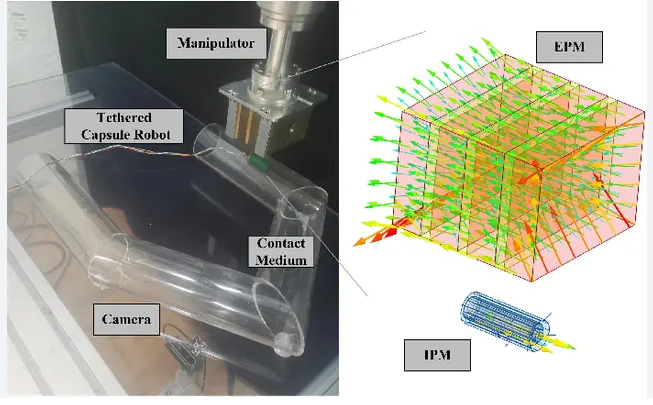 Manipulator
EPM
Tethered
Capsule Robot
Contact
Medium
Camera
IPM